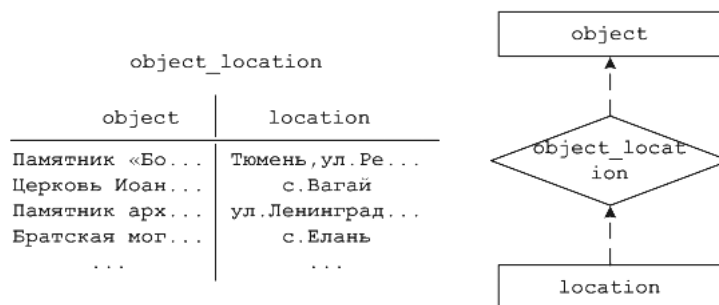 object_location
object location
Памятник «Бо... Тюмень,ул.Ре...
Церковь Иоан... с.Вагай
Памятник арх... ул.Ленинград...
Братская мог... с.Елань
... ...
object
object_locat
ion
location